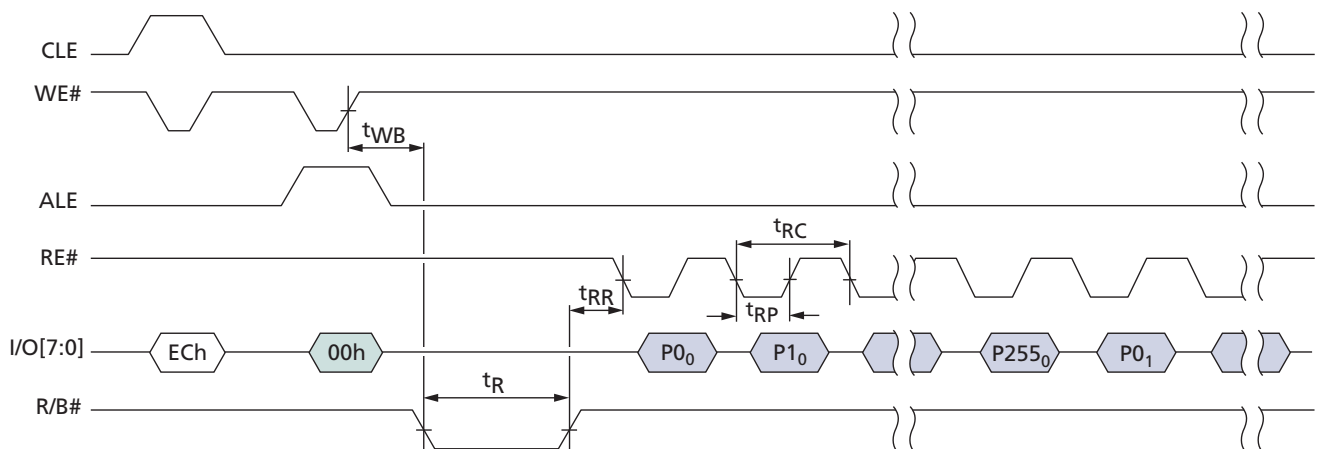 CLE
WE#
tWB
ALE
tRC
RE#
tRR
tRP
I/O[7:0]
ECh
00h
P0₀
P1₀
P255₀
P0₁
tR
R/B#